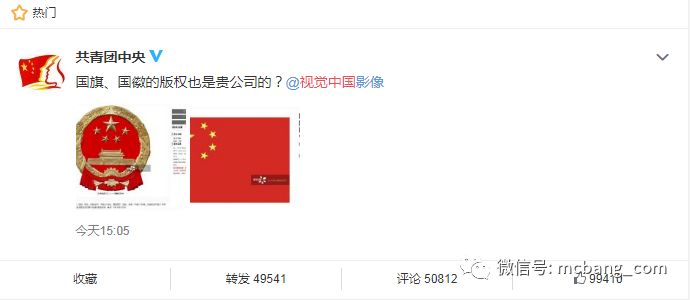 热门
共青团中央
国旗、国徽的版权也是贵公司的？@视觉中国影像
今天15:05
微信号: mcbang_com
收藏
转发 49541
评论 50812
99410